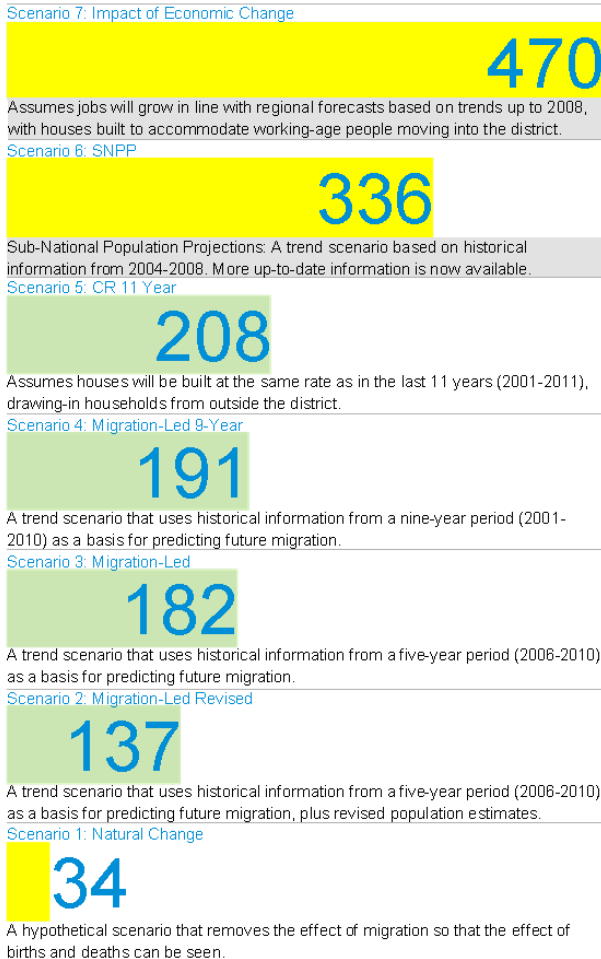 Scenario 7: Impact of Economic Change
470
Assumes jobs will grow in line with regional forecasts based on trends up to 2008,
with houses built to accommodate working-age people moving into the district.
Scenario 6: SNPP
336
Sub-National Population Projections: A trend scenario based on historical
information from 2004-2008. More up-to-date information is now available.
Scenario 5: CR 11 Year
208
Assumes houses will be built at the same rate as in the last 11 years (2001-2011),
drawing-in households from outside the district.
Scenario 4: Migration-Led 9-Year
191
A trend scenario that uses historical information from a nine-year period (2001-
2010) as a basis for predicting future migration.
Scenario 3: Migration-Led
182
A trend scenario that uses historical information from a five-year period (2006-2010)
as a basis for predicting future migration.
Scenario 2: Migration-Led Revised
137
A trend scenario that uses historical information from a five-year period (2006-2010)
as a basis for predicting future migration, plus revised population estimates.
Scenario 1: Natural Change
34
A hypothetical scenario that removes the effect of migration so that the effect of
births and deaths can be seen.